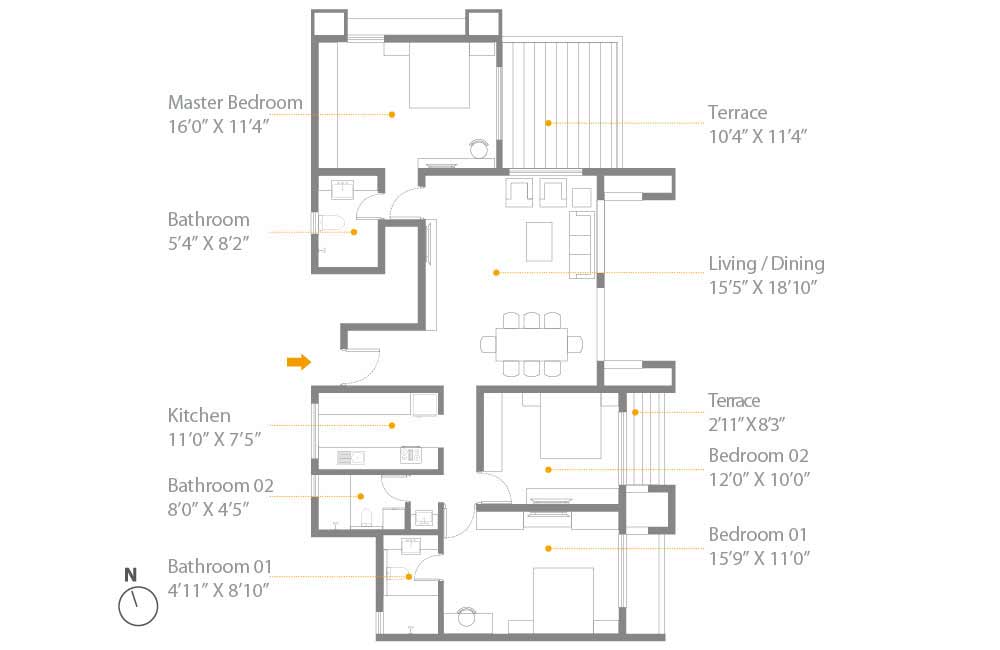 Master Bedroom
16'0” X 11'4”
Terrace
10'4” X 11'4”
Bathroom
5'4” X 8'2”
Living / Dining
15'5” X 18'10”
Kitchen
11'0” X 7'5”
Terrace
2'11” X 8'3”
Bedroom 02
12'0” X 10'0”
Bathroom 02
8'0” X 4'5”
Bedroom 01
15'9” X 11'0”
Bathroom 01
4'11” X 8'10”
N